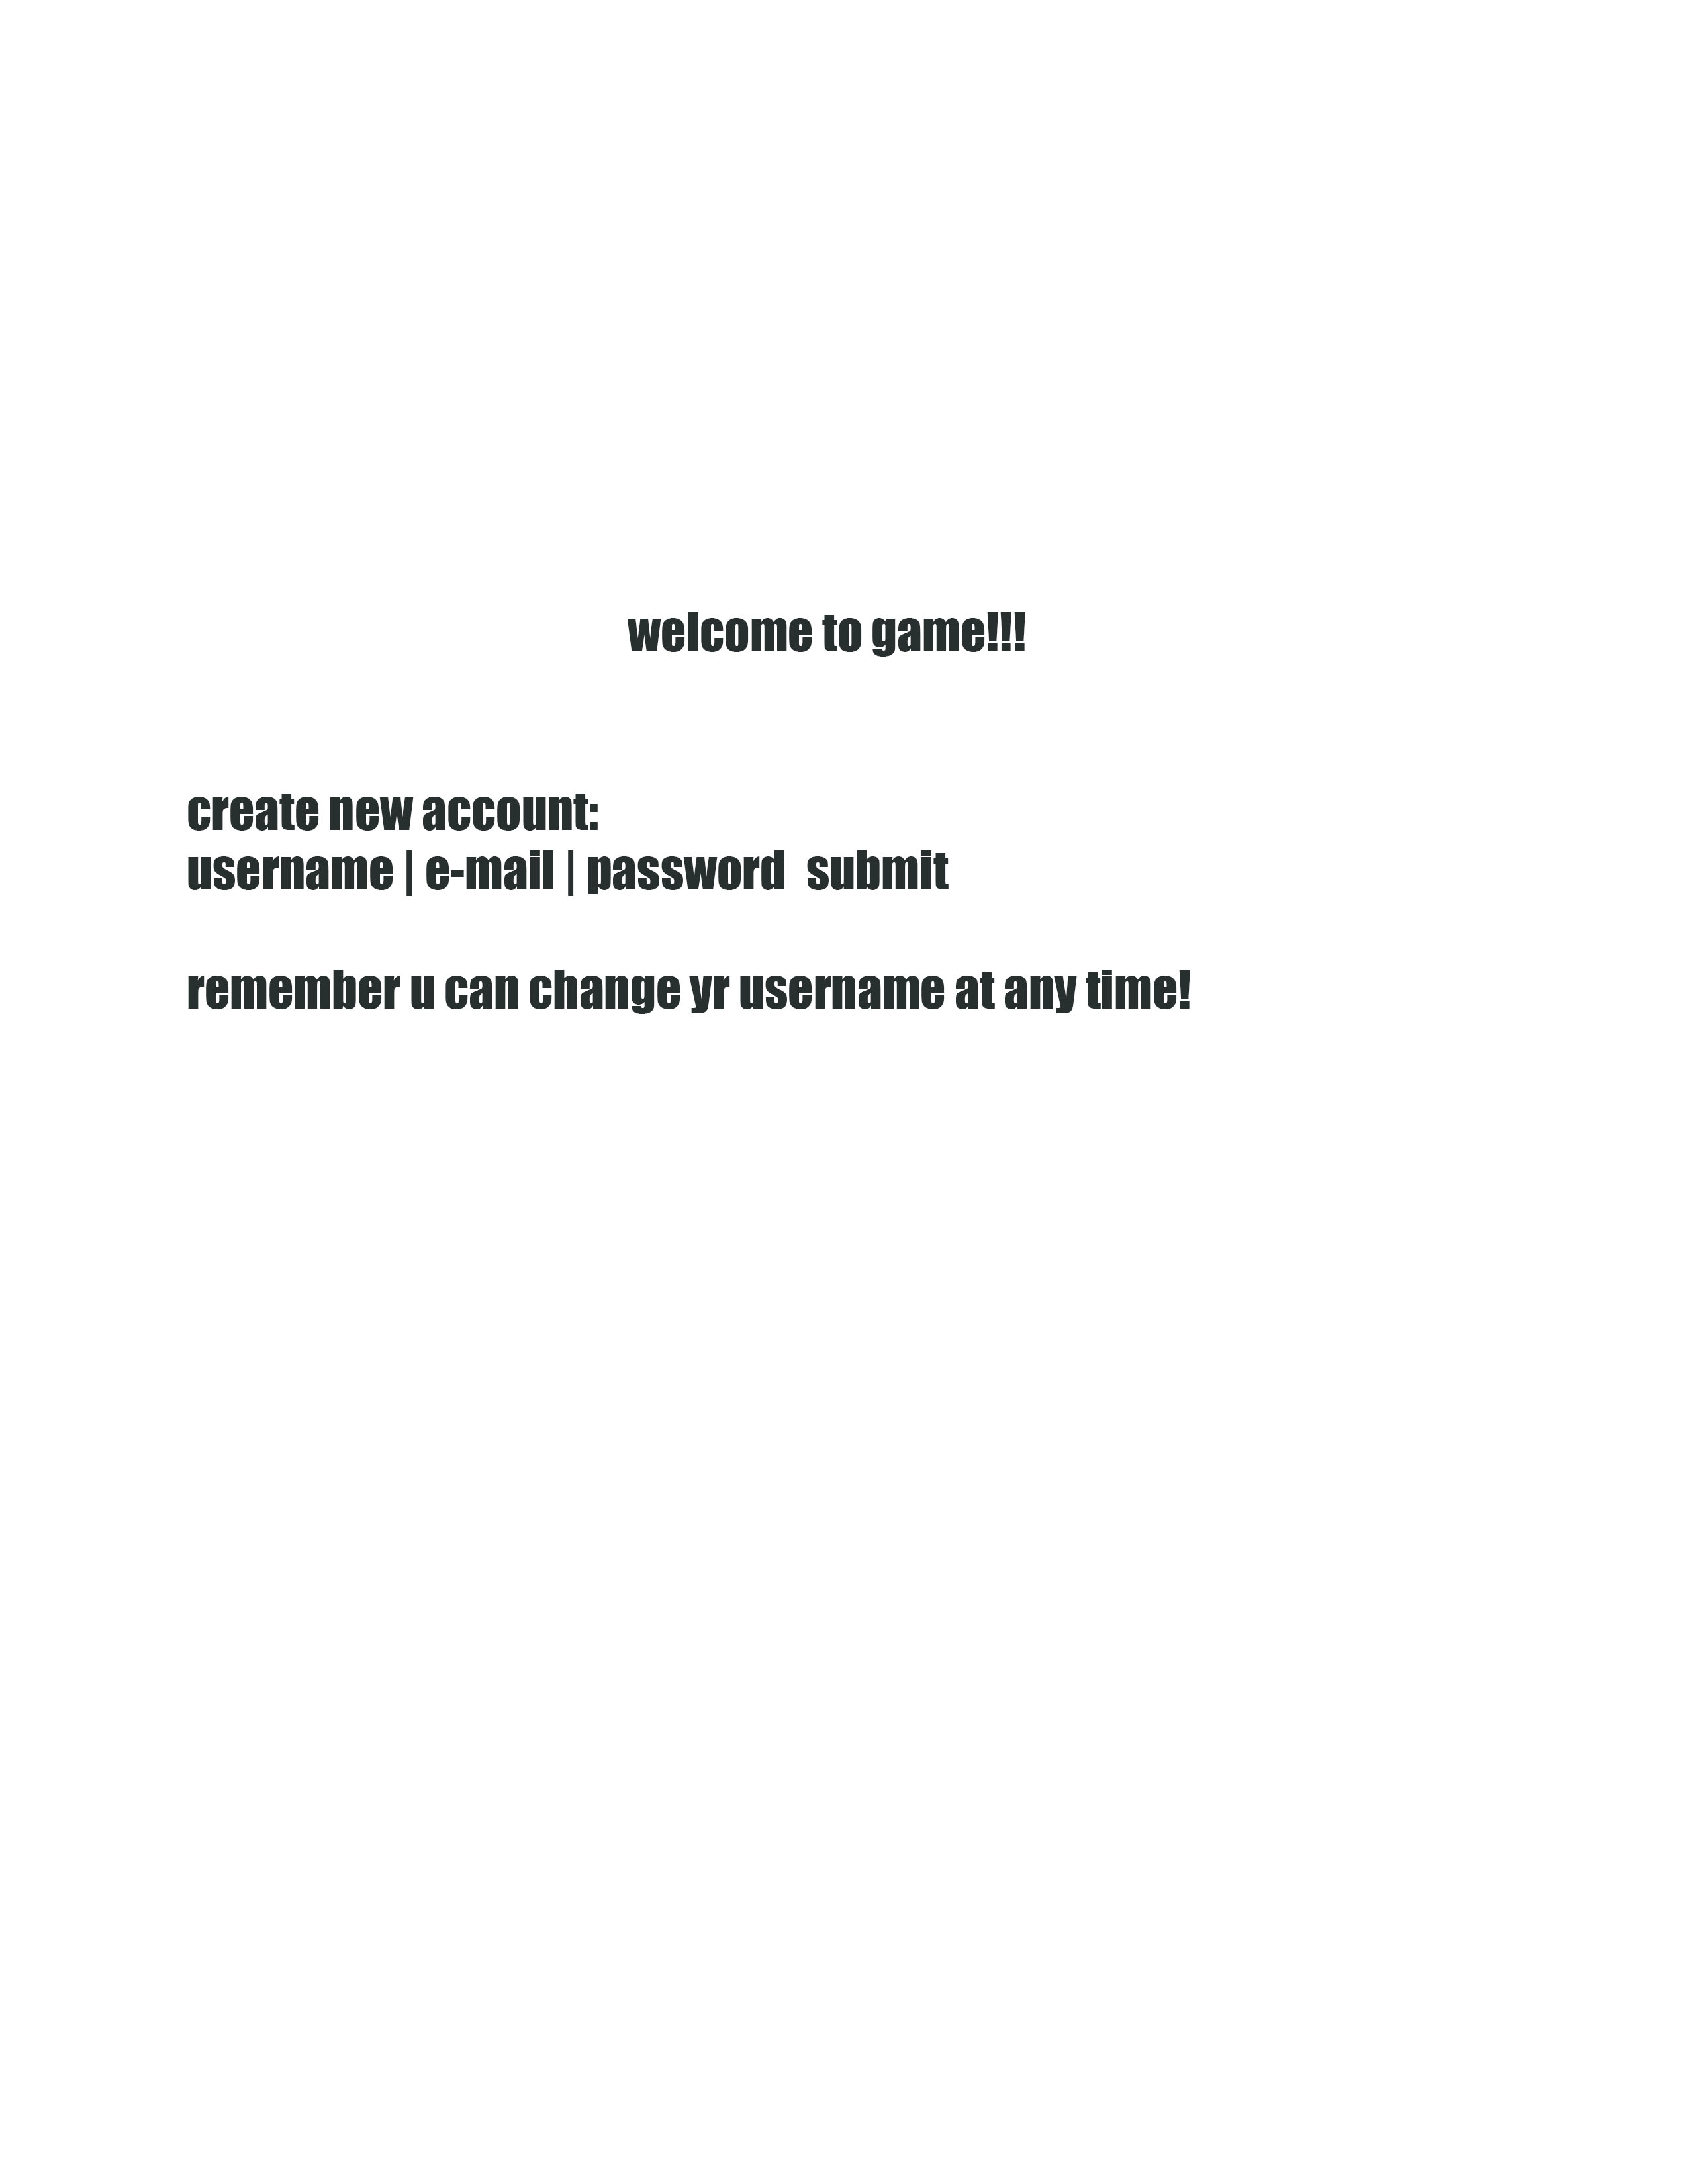 welcome to game!!!
create new account:
username | e-mail | password  submit
remember u can change yr username at any time!